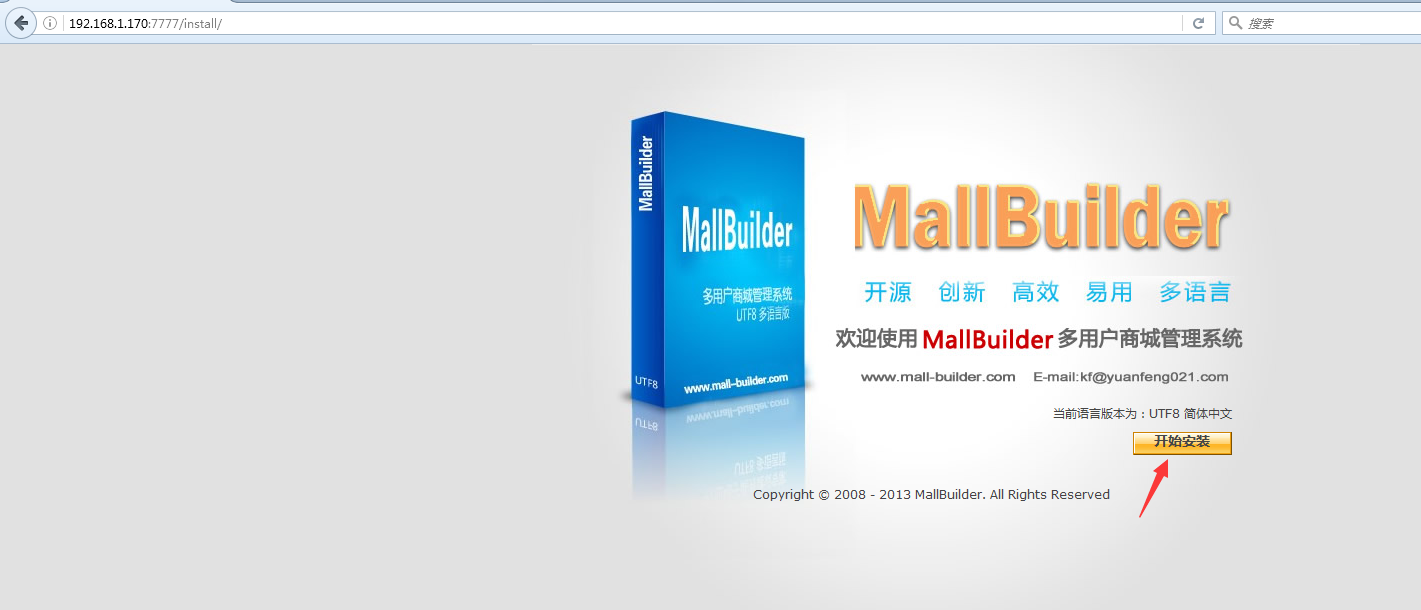 192.168.1.170:7777/install/
搜索
MallBuilder
MallBuilder
多用户商城管理系统
UTF8 多语言版
UTF8
www.mall-builder.com
MallBuilder
开源 创新 高效 易用 多语言
欢迎使用 MallBuilder 多用户商城管理系统
www.mall-builder.com E-mail:kf@yuanfeng021.com
当前语言版本为：UTF8 简体中文
开始安装
Copyright © 2008 - 2013 MallBuilder. All Rights Reserved